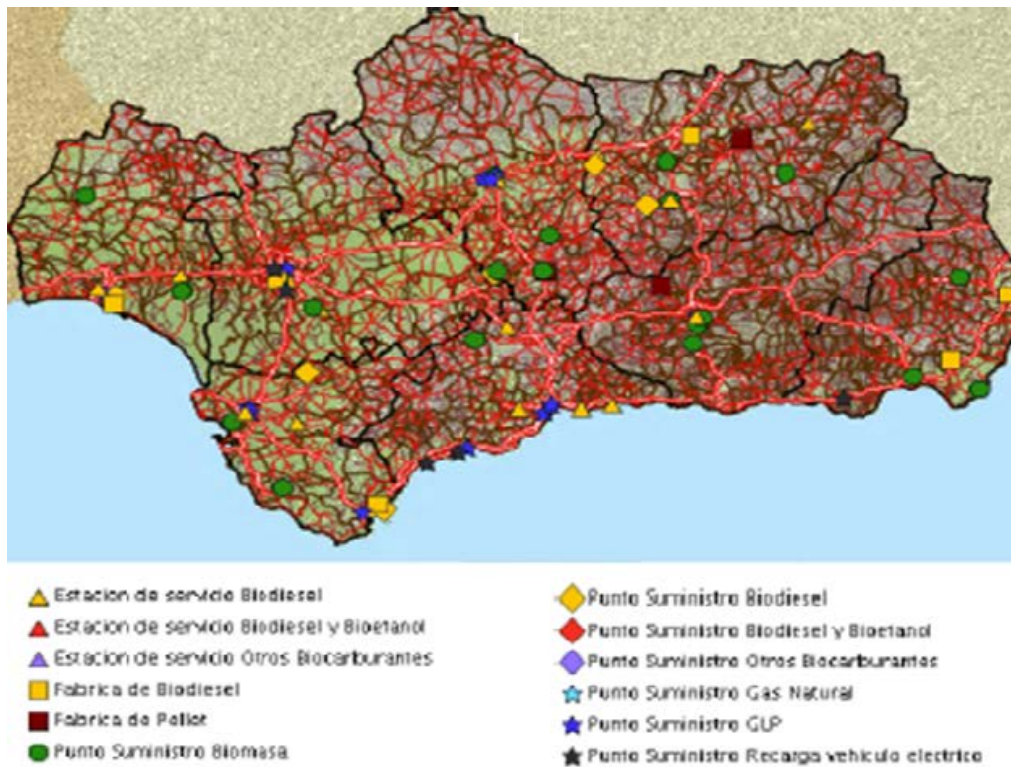 Estacion de servicio Biodiesel
Estacion de servicio Biodiesel y Bioetanol
Estacion de servicio Otros Biocarburantes
Fabrica de Biodiesel
Fabrica de Pellet
Punto Suministro Biomasa
Punto Suministro Biodiesel
Punto Suministro Biodiesel y Bioetanol
Punto Suministro Otros Biocarburantes
Punto Suministro Gas Natural
Punto Suministro GLP
Punto Suministro Recarga vehiculo electrico